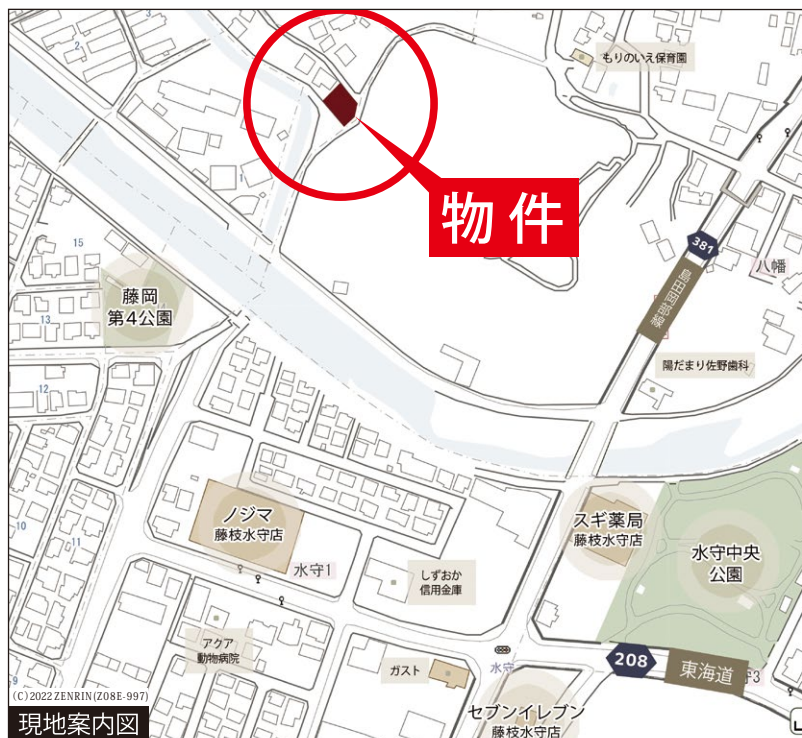 もりのいえ保育園
物件
381
八幡
島田岡部線
15
14
藤岡
第4公園
13
陽だまり佐野歯科
12
ノジマ
藤枝水守店
スギ薬局
藤枝水守店
水守中央
公園
10
11
水守1
しずおか
信用金庫
アクア
動物病院
ガスト
水守
208
東海道
9
セブンイレブン
藤枝水守店
(C)2022 ZENRIN(Z08E-997)
現地案内図